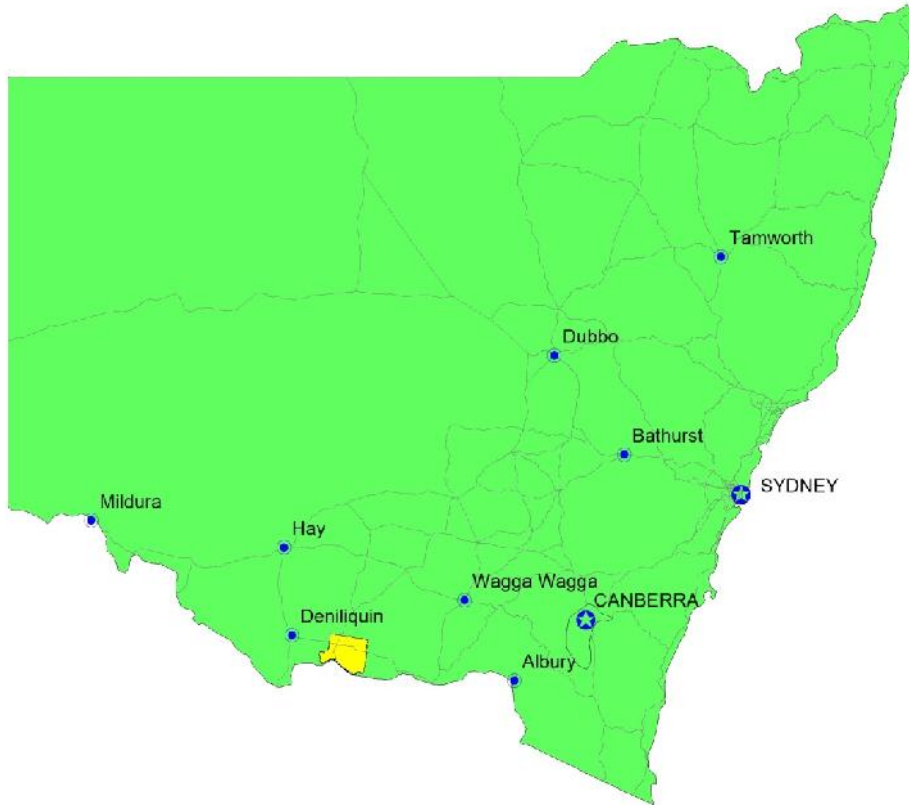 Tamworth
Dubbo
Bathurst
SYDNEY
Mildura
Hay
Wagga Wagga
CANBERRA
Deniliquin
Albury